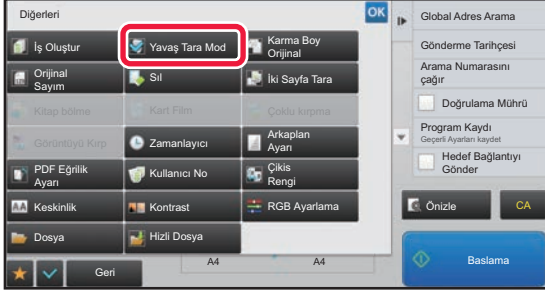 Diğerleri
OK
İş Oluştur
Yavaş Tara Mod
Karma Boy
Orijinal
Orijinal
Sayım
Sil
İki Sayfa Tara
Kitap bölme
Kart Film
Çoklu kırpma
Görüntüyü Kırp
Zamanlayıcı
Arkaplan
Ayarı
PDF Eğrilik
Ayarı
Kullanıcı No
Çikis
Rengi
Keskinlik
Kontrast
RGB Ayarlama
Dosya
Hizli Dosya
Geri
A4
A4
Global Adres Arama
Gönderme Tarihçesi
Arama Numarasını
çağır
Doğrulama Mührü
Program Kaydı
Geçerli Ayarları kaydet
Hedef Bağlantıyı
Gönder
Önizle
CA
Baslama